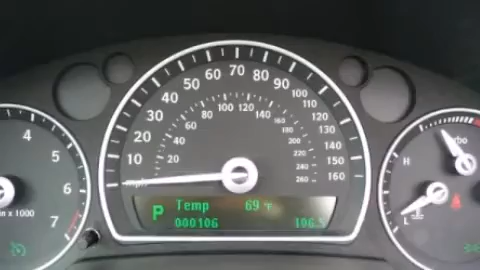 4
5
6
7
x 1000
10 20 30 40 50 60 70 80 90 100 110 120 130 140 150 160
20 40 60 80 100 120 140 160 180 200 220 240 260
mph
P
Temp 69 °F
000106 106.5
H
L